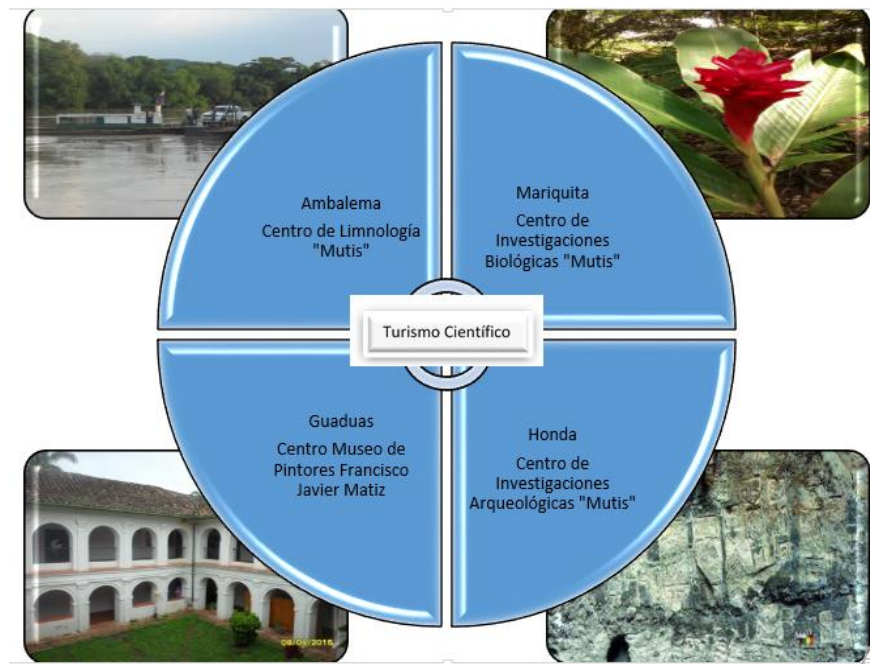 Ambalema
Centro de Limnología
"Mutis"
Mariquita
Centro de
Investigaciones
Biológicas "Mutis"
Turismo Científico
Guaduas
Centro Museo de
Pintores Francisco
Javier Matiz
Honda
Centro de
Investigaciones
Arqueológicas "Mutis"